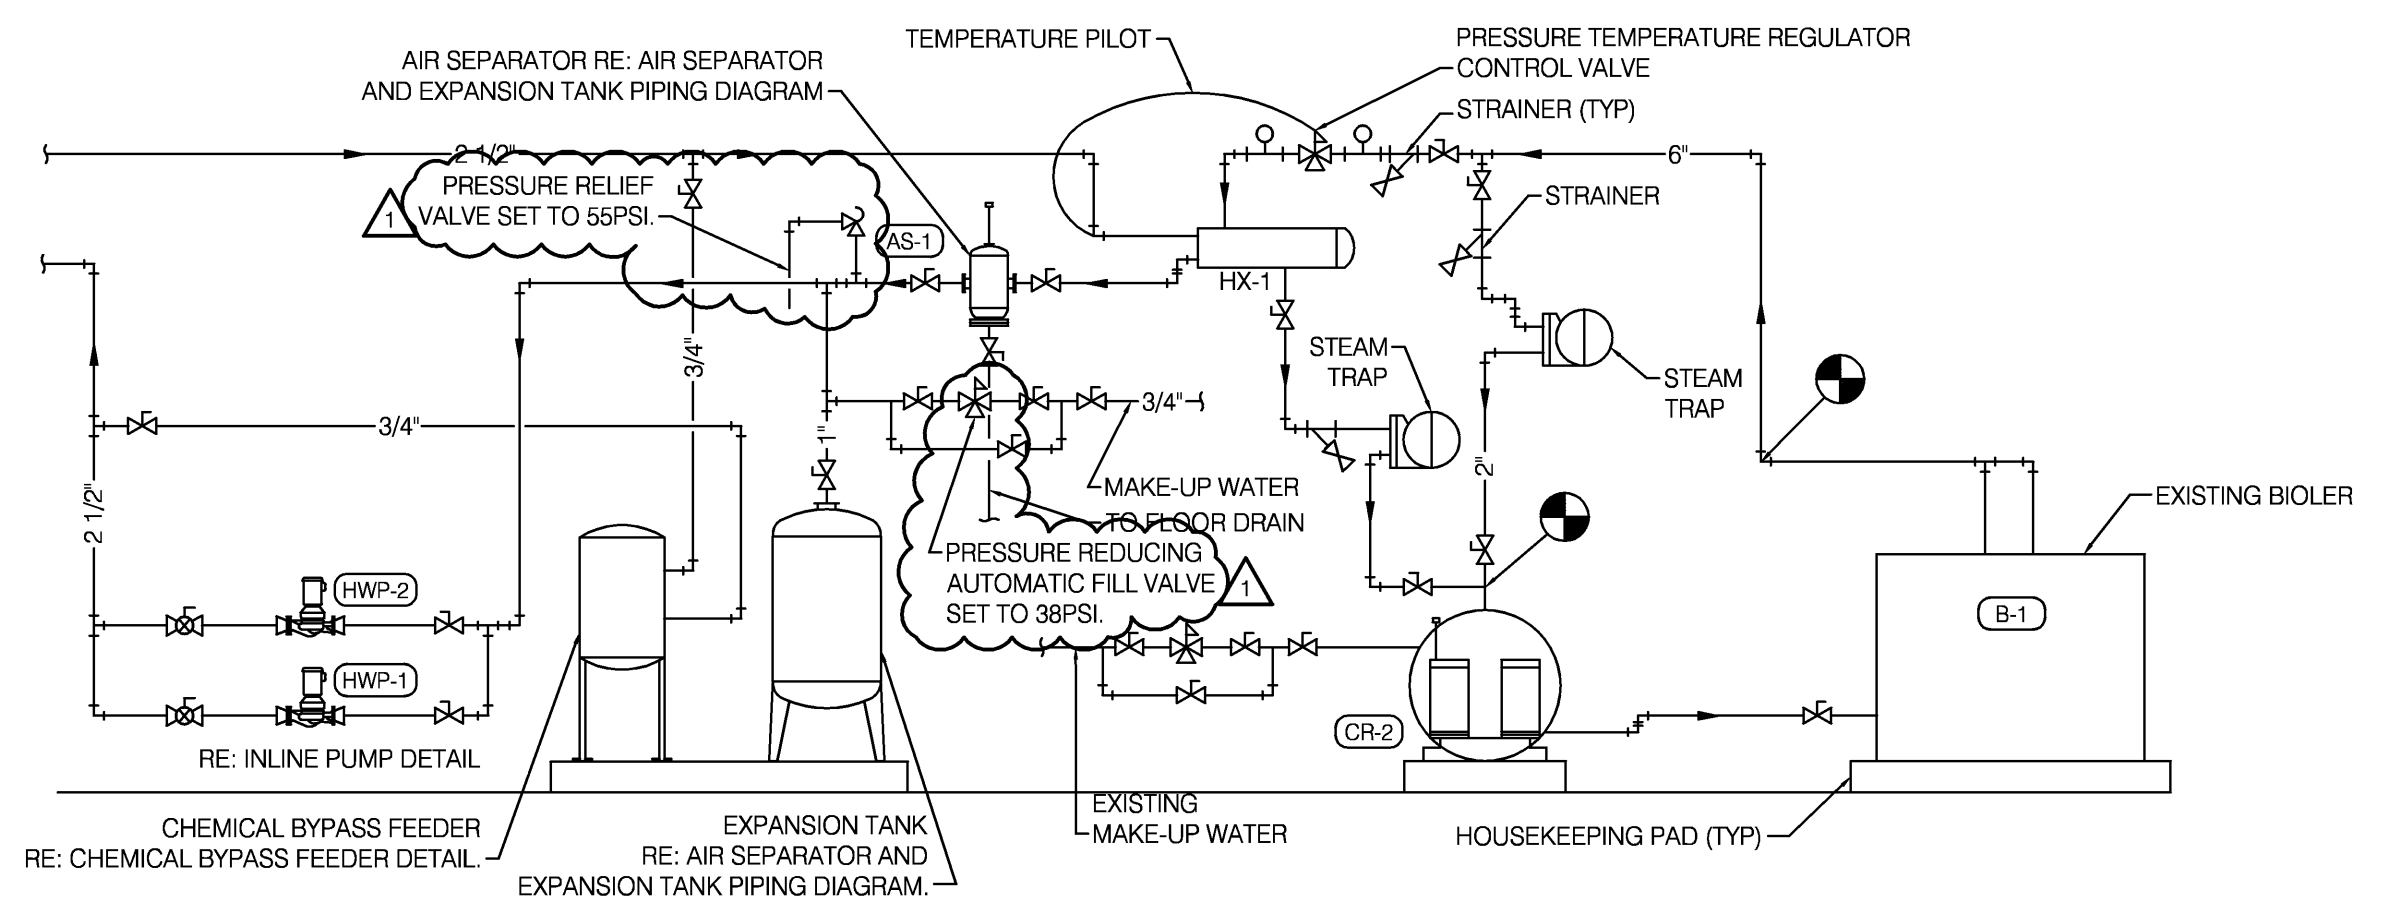 TEMPERATURE PILOT
PRESSURE TEMPERATURE REGULATOR
CONTROL VALVE
STRAINER (TYP)
AIR SEPARATOR RE: AIR SEPARATOR
AND EXPANSION TANK PIPING DIAGRAM
2 1/2"
6"
PRESSURE RELIEF
VALVE SET TO 55PSI.
1
STRAINER
AS-1
HX-1
3/4"
STEAM
TRAP
STEAM
TRAP
3/4"
3/4"
1"
2"
2 1/2"
MAKE-UP WATER
TO FLOOR DRAIN
EXISTING BIOLER
PRESSURE REDUCING
AUTOMATIC FILL VALVE
SET TO 38PSI.
1
HWP-2
B-1
HWP-1
CR-2
RE: INLINE PUMP DETAIL
EXISTING
MAKE-UP WATER
CHEMICAL BYPASS FEEDER
RE: CHEMICAL BYPASS FEEDER DETAIL.
EXPANSION TANK
RE: AIR SEPARATOR AND
EXPANSION TANK PIPING DIAGRAM.
HOUSEKEEPING PAD (TYP)